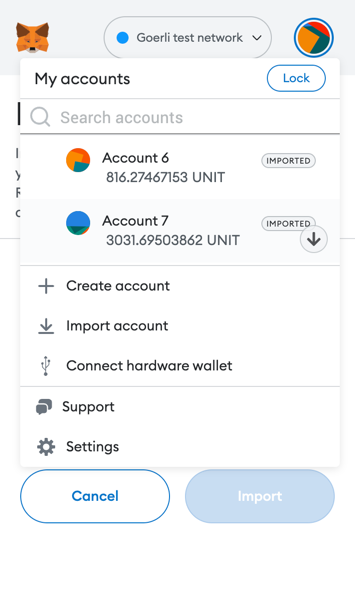 Goerli test network
My accounts
Lock
Search accounts
Account 6
IMPORTED
816.27467153 UNIT
Account 7
IMPORTED
3031.69503862 UNIT
Create account
Import account
Connect hardware wallet
Support
Settings
Cancel
Import